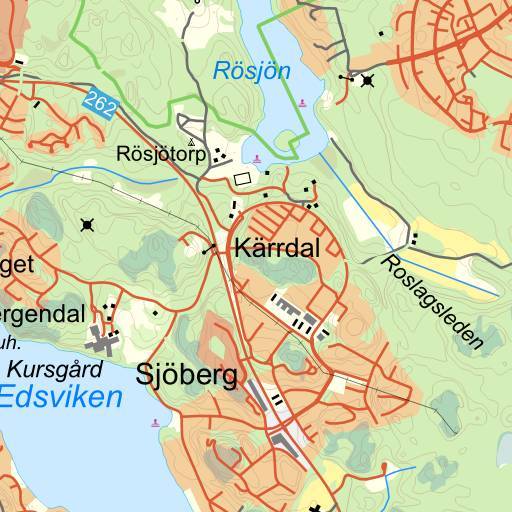 Rösjön
262
Rösjötorp
Kärrdal
get
Roslagsleden
ergendal
uh.
Kursgård
Sjöberg
Edsviken